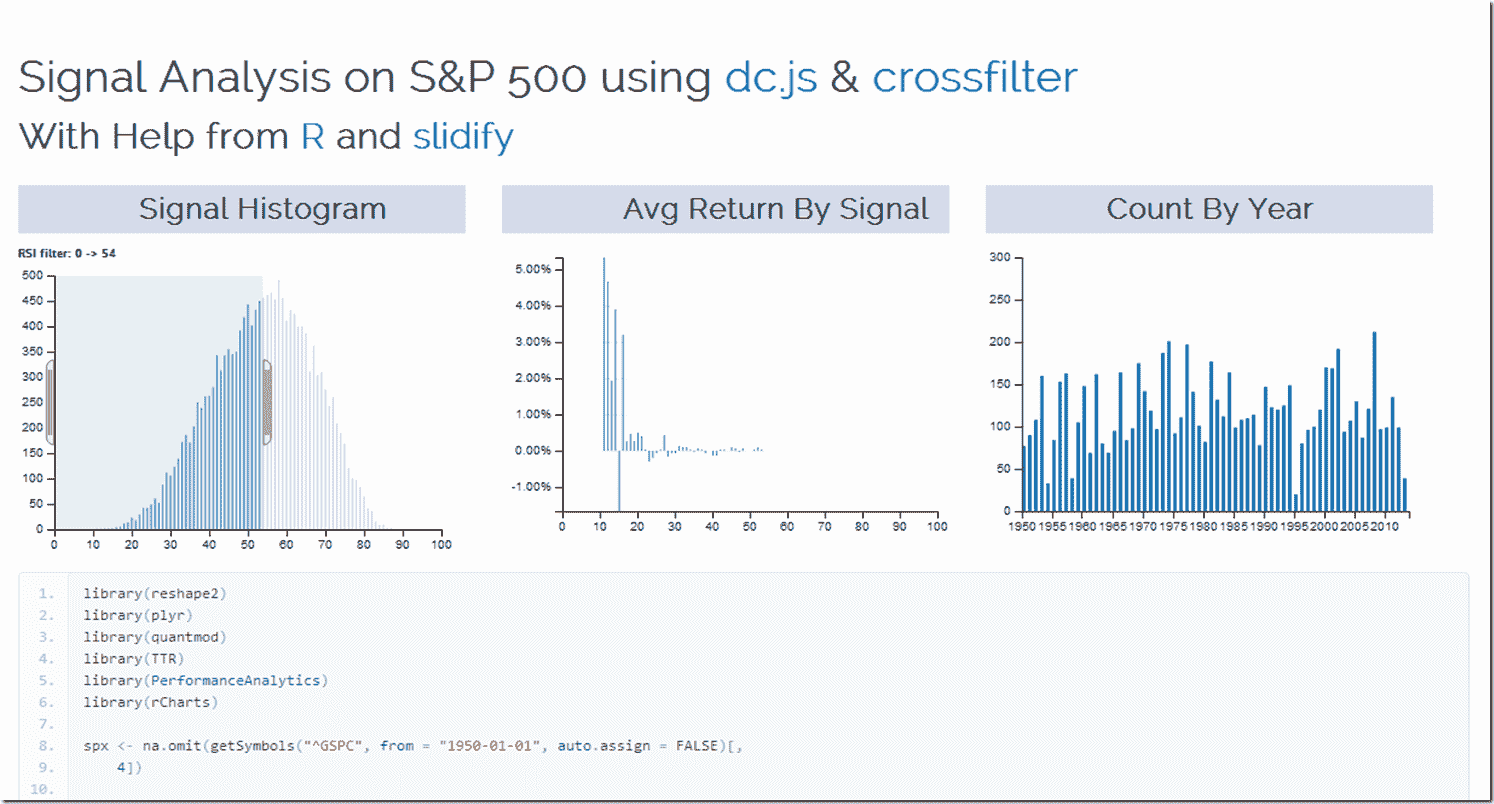 Signal Analysis on S&P 500 using dc.js & crossfilter
With Help from R and slidify
Signal Histogram
Avg Return By Signal
Count By Year
RSI filter: 0 -> 54
500
450
400
350
300
250
200
150
100
50
0
0 10 20 30 40 50 60 70 80 90 100
5.00%
4.00%
3.00%
2.00%
1.00%
0.00%
-1.00%
0 10 20 30 40 50 60 70 80 90 100
300
250
200
150
100
50
0
1950 1955 1960 1965 1970 1975 1980 1985 1990 1995 2000 2005 2010
1. library(reshape2)
2. library(plyr)
3. library(quantmod)
4. library(TTR)
5. library(PerformanceAnalytics)
6. library(rCharts)
7.
8. spx <- na.omit(getSymbols("^GSPC", from = "1950-01-01", auto.assign = FALSE)[,
9. 4])
10.